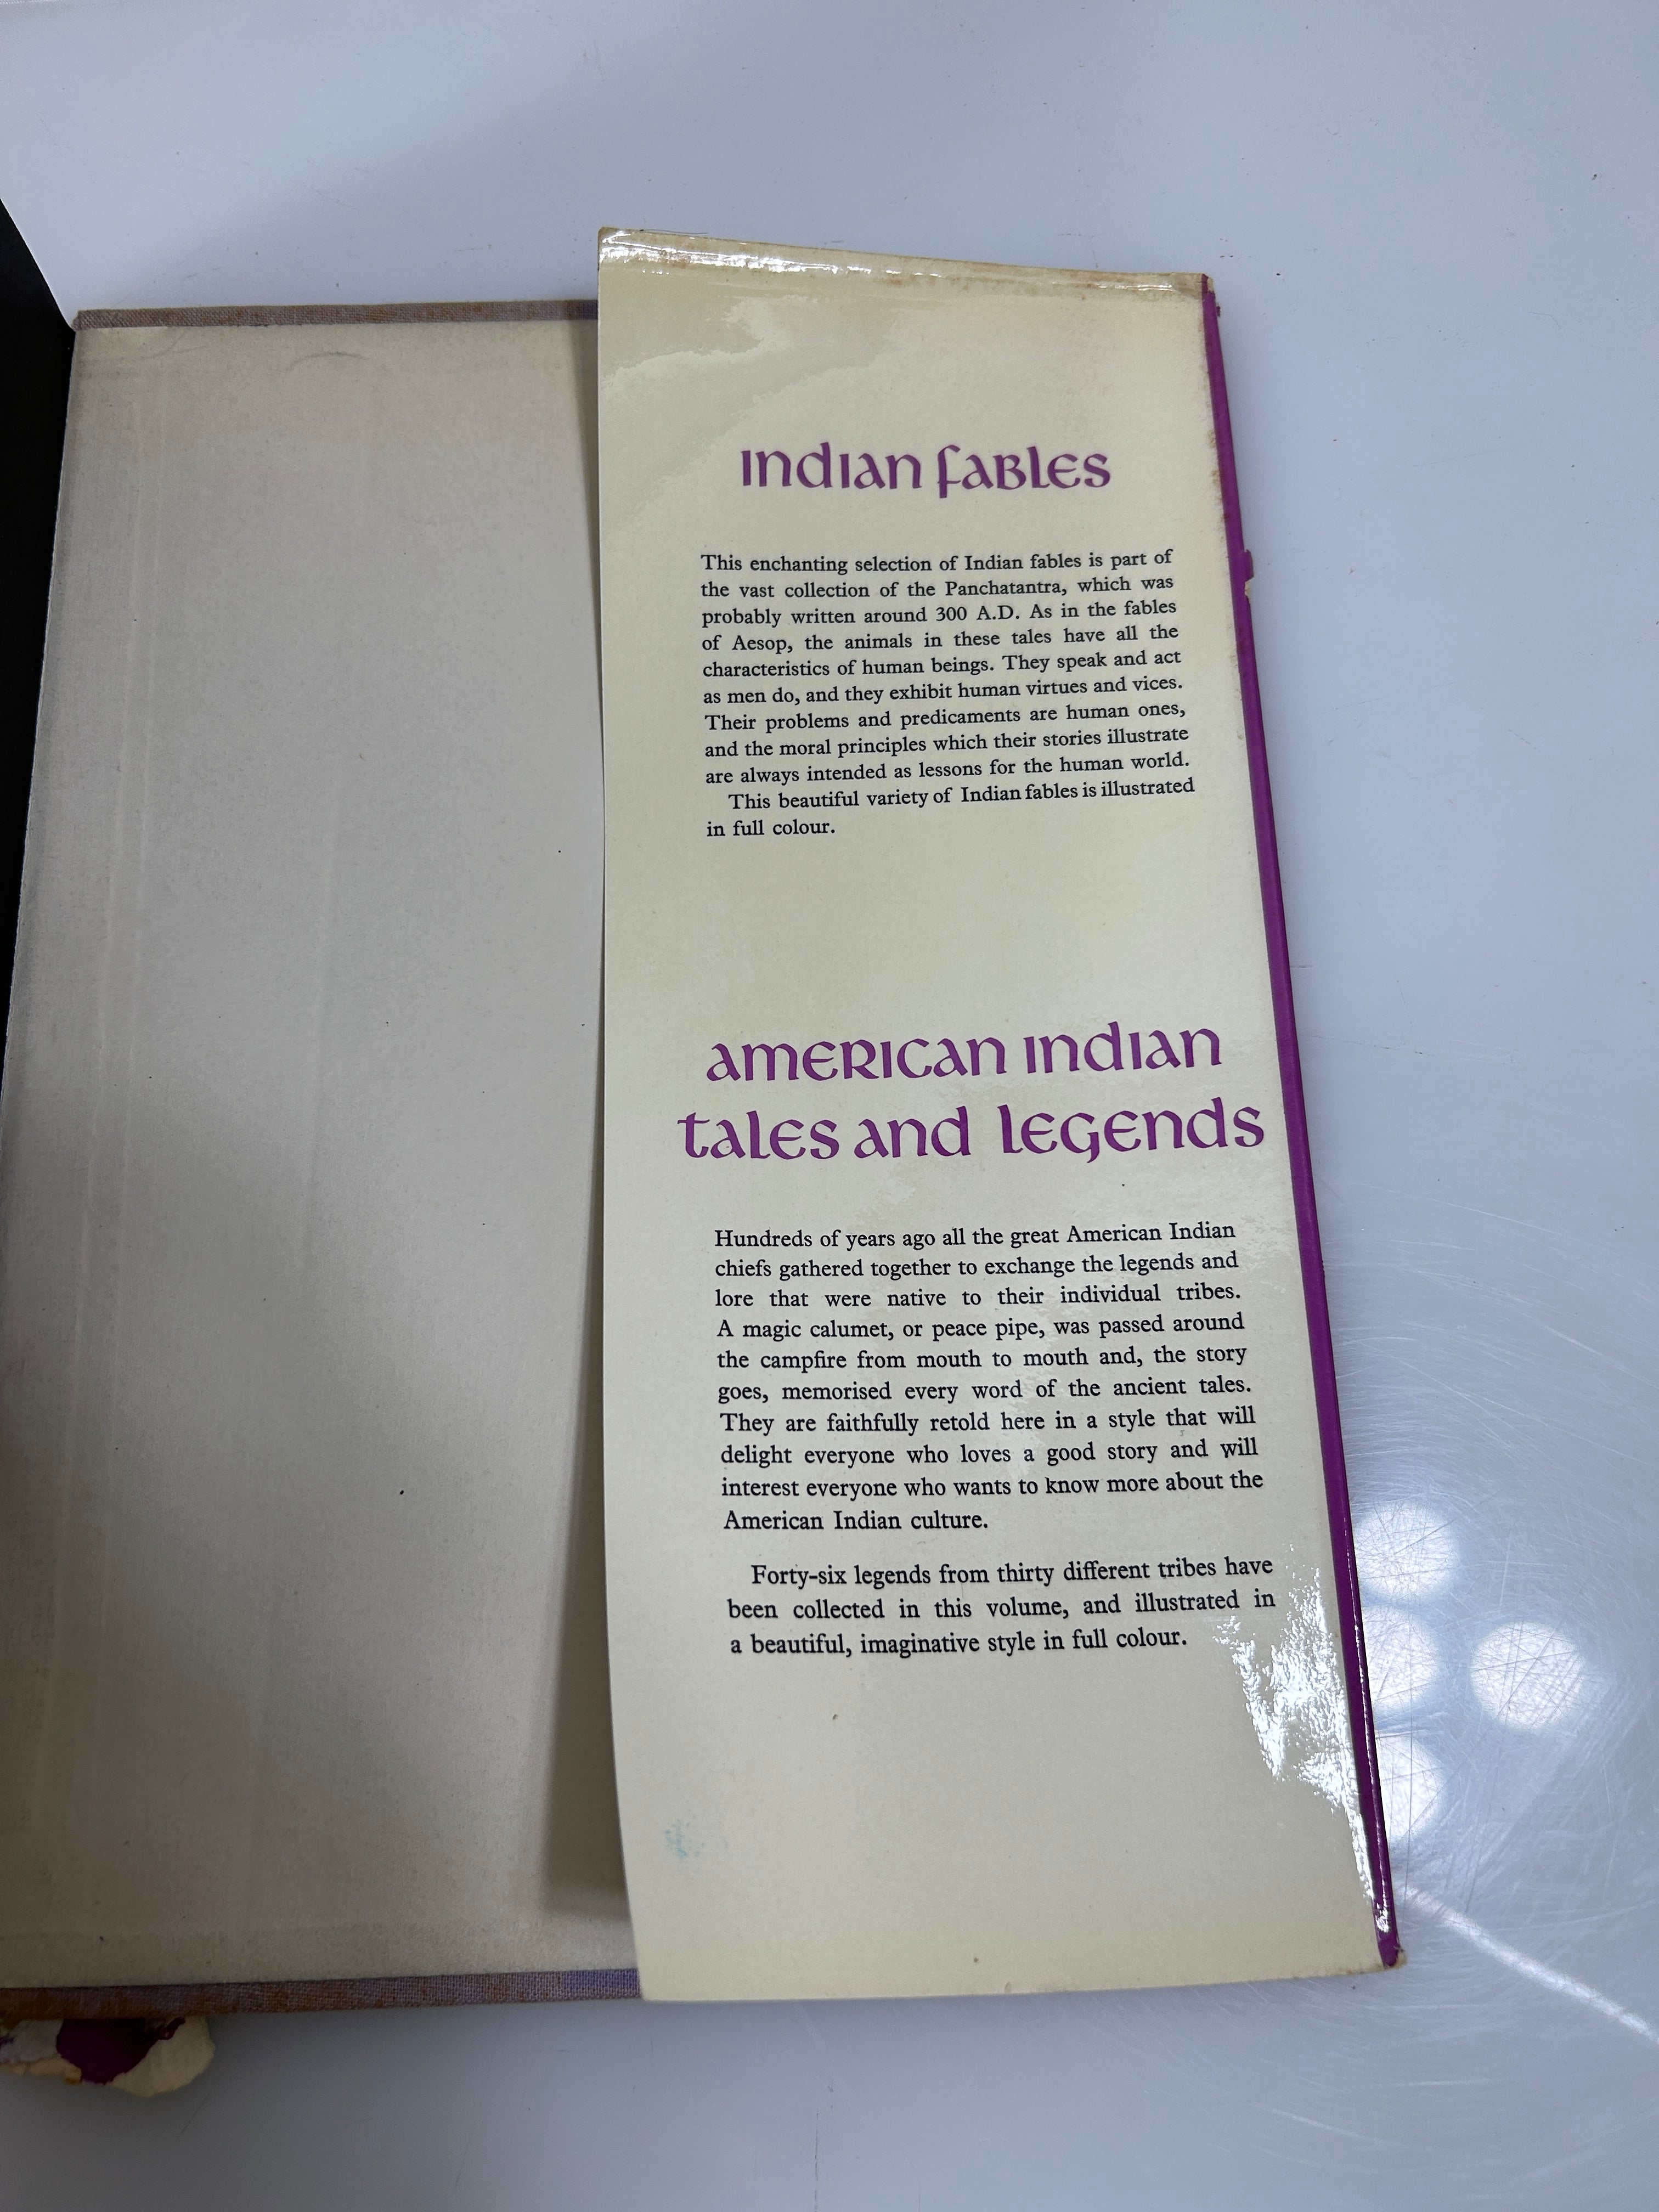 Indian Fables
This enchanting selection of Indian fables is part of
the vast collection of the Panchatantra, which was
probably written around 300 A.D. As in the fables
of Aesop, the animals in these tales have all the
characteristics of human beings. They speak and act
as men do, and they exhibit human virtues and vices.
Their problems and predicaments are human ones,
and the moral principles which their stories illustrate
are always intended as lessons for the human world.
This beautiful variety of Indian fables is illustrated
in full colour.
American Indian
Tales and Legends
Hundreds of years ago all the great American Indian
chiefs gathered together to exchange the legends and
lore that were native to their individual tribes.
A magic calumet, or peace pipe, was passed around
the campfire from mouth to mouth and, the story
goes, memorised every word of the ancient tales.
They are faithfully retold here in a style that will
delight everyone who loves a good story and will
interest everyone who wants to know more about the
American Indian culture.
Forty-six legends from thirty different tribes have
been collected in this volume, and illustrated in
a beautiful, imaginative style in full colour.